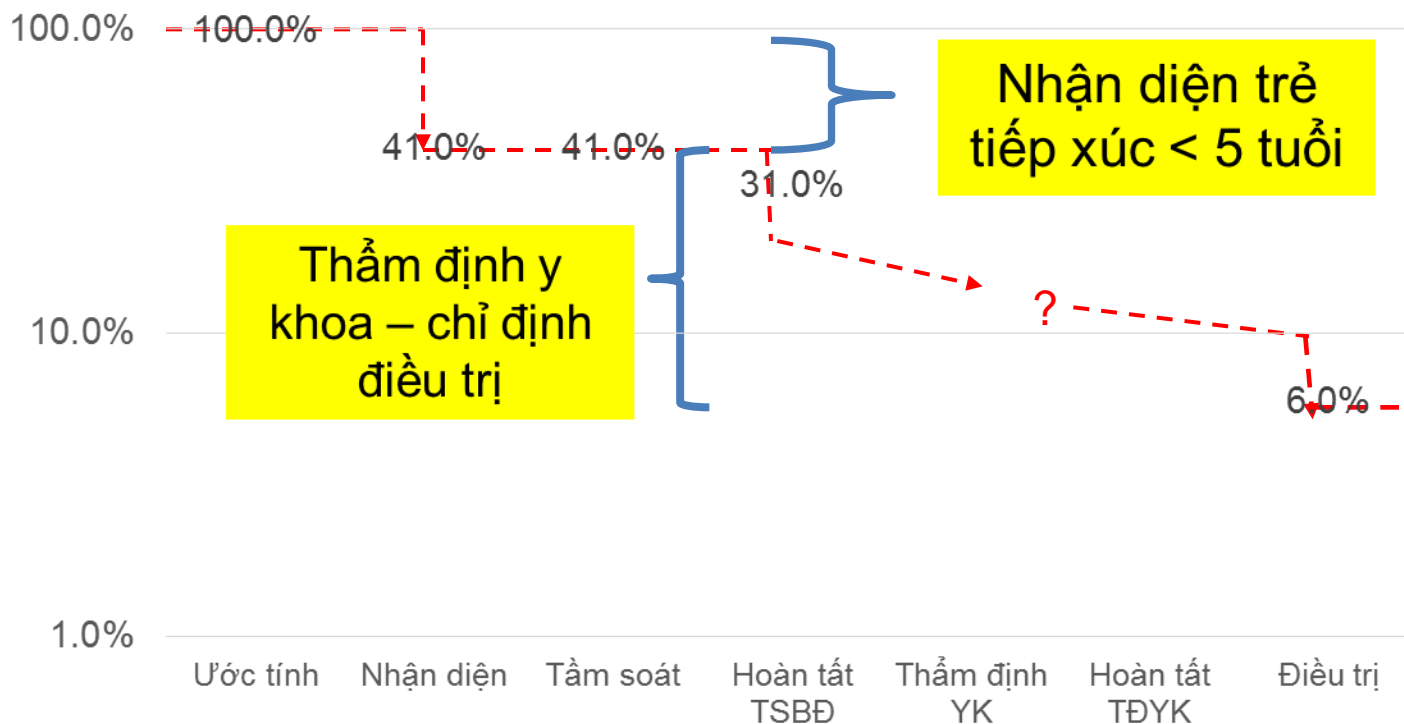 100.0%
100.0%
Nhận diện trẻ
tiếp xúc < 5 tuổi
41.0%
41.0%
31.0%
Thẩm định y
khoa – chỉ định
điều trị
?
10.0%
6.0%
1.0%
Ước tính
Nhận diện
Tầm soát
Hoàn tất
TSBĐ
Thẩm định
YK
Hoàn tất
TĐYK
Điều trị